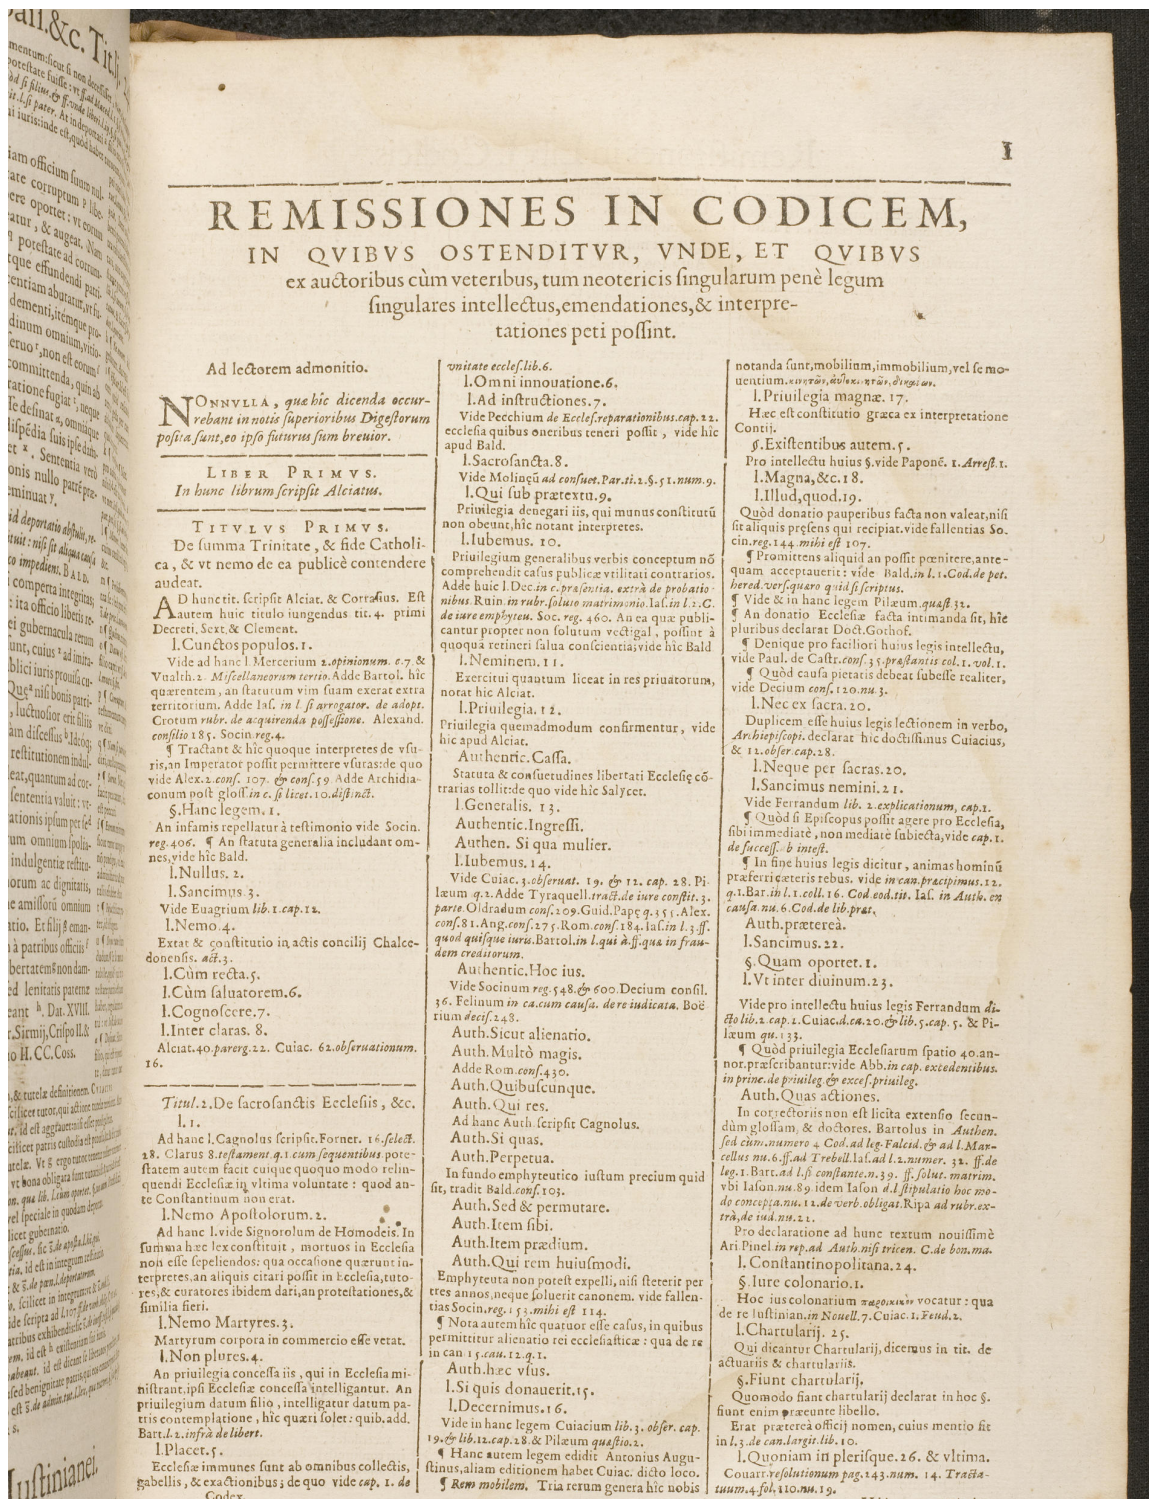 I
REMISSIONES IN CODICEM,
IN QVIBVS OSTENDITVR, VNDE, ET QVIBVS
ex auctoribus cùm veteribus, tum neotericis singularum penè legum
singulares intellectus, emendationes, & interpre-
tationes peti possint.
Ad lectorem admonitio.
NONNVLLA, quæ hîc dicenda occur-
rebant in notis superioribus Digestorum
posita sunt, eo ipso futurus sum breuior.
LIBER PRIMVS.
In hunc librum scripsit Alciatus.
TITVLVS PRIMVS.
De summa Trinitate, & fide Catholi-
ca, & vt nemo de ea publicè contendere
audeat.
AD hunc tit. scripsit Alciat. & Corrasius. Est
autem huic titulo iungendus tit. 4. primi
Decreti, Sext. & Clement.
l. Cunctos populos. 1.
Vide ad hanc l. Mercerium 2. opinionum. c. 7. &
Vualth. 2. Miscellaneorum tertio. Adde Bartol. hîc
quærentem, an statutum vim suam exerat extra
territorium. Adde Ias. in l. si arrogator. de adopt.
Crotum rubr. de acquirenda possessione. Alexand.
consilio 185. Socin. reg. 4.
¶ Tractant & hîc quoque interpretes de vsu-
ris, an Imperator possit permittere vsuras: de quo
vide Alex. 2. cons. 107. & cons. 59. Adde Archidia-
conum post gloss. in c. si licet. 10. distinct.
§. Hanc legem. 1.
An infamis repellatur à testimonio vide Socin.
reg. 406. ¶ An statuta generalia includant om-
nes, vide hîc Bald.
l. Nullus. 2.
l. Sancimus. 3.
Vide Euagrium lib. 1. cap. 12.
l. Nemo. 4.
Extat & constitutio in actis concilij Chalce-
donensis. act. 3.
l. Cùm recta. 5.
l. Cùm saluatorem. 6.
l. Cognoscere. 7.
l. Inter claras. 8.
Alciat. 40. parerg. 22. Cuiac. 62. obseruationum.
16.
Titul. 2. De sacrosanctis Ecclesiis, &c.
l. 1.
Ad hanc l. Cagnolus scripsit. Forner. 16. select.
28. Clarus 8. testament. q. 1. cum sequentibus pote-
statem autem facit cuique quoquo modo relin-
quendi Ecclesiæ in vltima voluntate: quod an-
te Constantinum non erat.
l. Nemo Apostolorum. 2.
Ad hanc l. vide Signorolum de Homodeis. In
summa hæc lex constituit, mortuos in Ecclesia
non esse sepeliendos: qua occasione quærunt in-
terpretes, an aliquis citari possit in Ecclesia, tuto-
res, & curatores ibidem dari, an protestationes, &
similia fieri.
l. Nemo Martyres. 3.
Martyrum corpora in commercio esse vetat.
l. Non plures. 4.
An priuilegia concessa iis, qui in Ecclesia mi-
nistrant, ipsi Ecclesiæ concessa intelligantur. An
priuilegium datum filio, intelligatur datum pa-
tris contemplatione, hîc quæri solet: quib. add.
Bart. l. 2. infrà de libert.
l. Placet. 5.
Ecclesiæ immunes sunt ab omnibus collectis,
gabellis, & exactionibus; de quo vide cap. 1. de
Codex.
vnitate eccles. lib. 6.
l. Omni innouatione. 6.
l. Ad instructiones. 7.
Vide Pecchium de Eccles. reparationibus. cap. 22.
ecclesia quibus oneribus teneri possit, vide hîc
apud Bald.
l. Sacrosancta. 8.
Vide Molinęū ad consuet. Par. ti. 2. §. 51. num. 9.
l. Qui sub prætextu. 9.
Priuilegia denegari iis, qui munus constitutū
non obeunt, hîc notant interpretes.
l. Iubemus. 10.
Priuilegium generalibus verbis conceptum nō
comprehendit casus publicæ vtilitati contrarios.
Adde huic l. Dec. in c. præsentia. extrà de probatio-
nibus. Ruin. in rubr. soluto matrimonio. Ias. in l. 2. C.
de iure emphyteu. Soc. reg. 460. An ea quæ publi-
cantur propter non solutum vectigal, possint à
quoquā retineri salua conscientia; vide hîc Bald
l. Neminem. 11.
Exercitui quantum liceat in res priuatorum,
notat hic Alciat.
l. Priuilegia. 12.
Priuilegia quemadmodum confirmentur, vide
hîc apud Alciat.
Authentic. Cassa.
Statuta & consuetudines libertati Ecclesię cō-
trarias tollit: de quo vide hîc Salycet.
l. Generalis. 13.
Authentic. Ingressi.
Authen. Si qua mulier.
l. Iubemus. 14.
Vide Cuiac. 3. obseruat. 19. & 12. cap. 28. Pi-
læum q. 2. Adde Tyraquell. tract. de iure constit. 3.
parte. Oldradum cons. 209. Guid. Papę q. 355. Alex.
cons. 81. Ang. cons. 275. Rom. cons. 184. Ias. in l. 3. ff.
quod quisque iuris. Bartol. in l. qui à. ff. quæ in frau-
dem creditorum.
Authentic. Hoc ius.
Vide Socinum reg. 548. & 600. Decium consil.
36. Felinum in ca. cum causa. de re iudicata. Boë
rium decis. 248.
Auth. Sicut alienatio.
Auth. Multò magis.
Adde Rom. cons. 430.
Auth. Quibuscunque.
Auth. Qui res.
Ad hanc Auth. scripsit Cagnolus.
Auth. Si quas.
Auth. Perpetua.
In fundo emphyteutico iustum precium quid
sit, tradit Bald. cons. 103.
Auth. Sed & permutare.
Auth. Item sibi.
Auth. Item prædium.
Auth. Qui rem huiusmodi.
Emphyteuta non potest expelli, nisi steterit per
tres annos, neque soluerit canonem. vide fallen-
tias Socin. reg. 153. mihi est 114.
¶ Nota autem hîc quatuor esse casus, in quibus
permittitur alienatio rei ecclesiasticæ: qua de re
in can 15. cau. 12. q. 1.
Auth. hæc vsus.
l. Si quis donauerit. 15.
l. Decernimus. 16.
Vide in hanc legem Cuiacium lib. 3. obser. cap.
19. & lib. 12. cap. 28. & Pilæum quæstio. 2.
¶ Hanc autem legem edidit Antonius Augu-
stinus, aliam editionem habet Cuiac. dicto loco.
¶ Rem mobilem. Tria rerum genera hîc nobis
notanda sunt, mobilium, immobilium, vel se mo-
uentium. κινητῶν, αὐτοκινητῶν, δικαίων.
l. Priuilegia magnæ. 17.
Hæc est constitutio græca ex interpretatione
Contij.
§. Existentibus autem. 5.
Pro intellectu huius §. vide Paponē. 1. Arrest. 1.
l. Magna, &c. 18.
l. Illud, quod. 19.
Quòd donatio pauperibus facta non valeat, nisi
sit aliquis pręsens qui recipiat. vide fallentias So-
cin. reg. 144. mihi est 107.
¶ Promittens aliquid an possit pœnitere, ante-
quam acceptauerit: vide Bald. in l. 1. Cod. de pet.
hered. vers. quæro quid si scriptus.
¶ Vide & in hanc legem Pilæum. quæst. 32.
¶ An donatio Ecclesiæ facta intimanda sit, hîc
pluribus declarat Doct. Gothof.
¶ Denique pro faciliori huius legis intellectu,
vide Paul. de Castr. cons. 35. præstantis col. 1. vol. 1.
¶ Quòd causa pietatis debeat subesse realiter,
vide Decium cons. 120. nu. 3.
l. Nec ex sacra. 20.
Duplicem esse huius legis lectionem in verbo,
Archiepiscopi. declarat hic doctissimus Cuiacius,
& 12. obser. cap. 28.
l. Neque per sacras. 20.
l. Sancimus nemini. 21.
Vide Ferrandum lib. 2. explicationum, cap. 1.
¶ Quòd si Episcopus possit agere pro Ecclesia,
sibi immediatè, non mediatè subiecta, vide cap. 1.
de success. ab intest.
¶ In fine huius legis dicitur, animas hominū
præferri cæteris rebus. vide in can. præcipimus. 12.
q. 1. Bar. in l. 1. coll. 16. Cod. eod. tit. Ias. in Auth. ex
causa. nu. 6. Cod. de lib. præt.
Auth. prætereà.
l. Sancimus. 22.
§. Quam oportet. 1.
l. Vt inter diuinum. 23.
Vide pro intellectu huius legis Ferrandum di-
cto lib. 2. cap. 2. Cuiac. d. ca. 20. & lib. 5. cap. 5. & Pi-
læum qu. 133.
¶ Quòd priuilegia Ecclesiarum spatio 40. an-
nor. præscribantur: vide Abb. in cap. accedentibus.
in princ. de priuileg. & exces. priuileg.
Auth. Quas actiones.
In correctoriis non est licita extensio secun-
dùm glossam, & doctores. Bartolus in Authen.
sed cùm. numero 4 Cod. ad leg. Falcid. & ad l. Mar-
cellus nu. 6. ff. ad Trebell. Ias. ad l. 2. numer. 32. ff. de
leg. 1. Bart. ad l. si constante. n. 39. ff. solut. matrim.
vbi Iason. nu. 89. idem Iason d. l stipulatio hoc mo-
do concepta. nu. 12. de verb. obligat. Ripa ad rubr. ex-
trà, de iud. nu. 21.
Pro declaratione ad hunc textum nouissimè
Ari. Pinel in rep. ad Auth. nisi tricen. C. de bon. ma.
l. Constantinopolitana. 24.
§. Iure colonario. 1.
Hoc ius colonarium παροικικὸν vocatur: qua
de re Iustinian. in Nouell. 7. Cuiac. 1. Feud. 2.
l. Chartularij. 25.
Qui dicantur Chartularij, dicemus in tit. de
actuariis & chartulariis.
§. Fiunt chartularij.
Quomodo fiant chartularij declarat in hoc §.
fiunt enim præeunte libello.
Erat prætereà officij nomen, cuius mentio fit
in l. 3. de can. largit. lib. 10.
l. Quoniam in plerisque. 26. & vltima.
Couarr. resolutionum pag. 143. num. 14. Tracta-
tuum. 4. fol. 110. nu. 19.